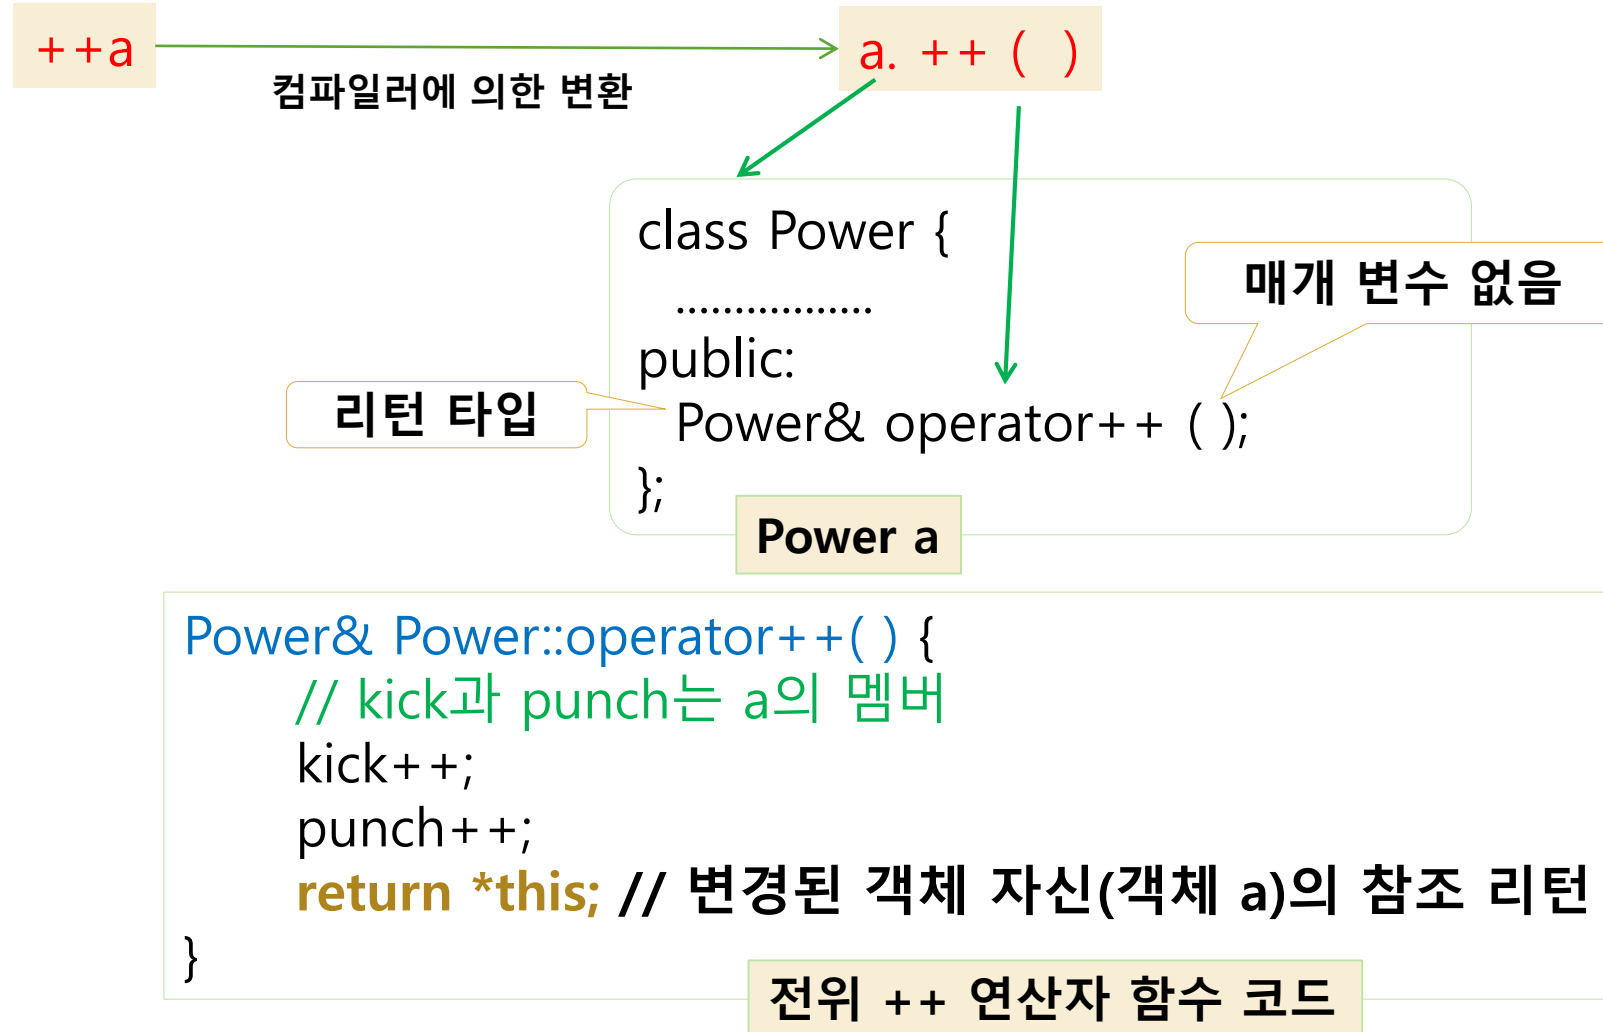 ++a
a. ++ ( )
컴파일러에 의한 변환
class Power {
.................
public:
Power& operator++ ( );
};
매개 변수 없음
리턴 타입
Power a
Power& Power::operator++( ) {
// kick과 punch는 a의 멤버
kick++;
punch++;
return *this; // 변경된 객체 자신(객체 a)의 참조 리턴
}
전위 ++ 연산자 함수 코드